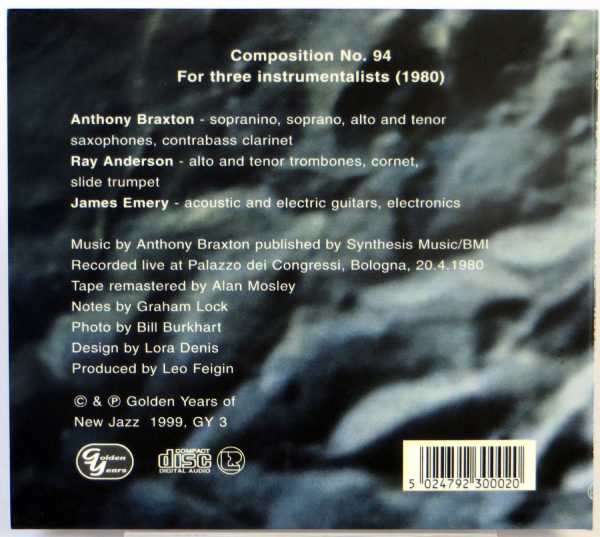 Composition No. 94
For three instrumentalists (1980)
Anthony Braxton - sopranino, soprano, alto and tenor
saxophones, contrabass clarinet
Ray Anderson - alto and tenor trombones, cornet,
slide trumpet
James Emery - acoustic and electric guitars, electronics
Music by Anthony Braxton published by Synthesis Music/BMI
Recorded live at Palazzo dei Congressi, Bologna, 20.4.1980
Tape remastered by Alan Mosley
Notes by Graham Lock
Photo by Bill Burkhart
Design by Lora Denis
Produced by Leo Feigin
© & ℗ Golden Years of
New Jazz 1999, GY 3
Golden
Years
COMPACT
disc
DIGITAL AUDIO
5 024792 300020